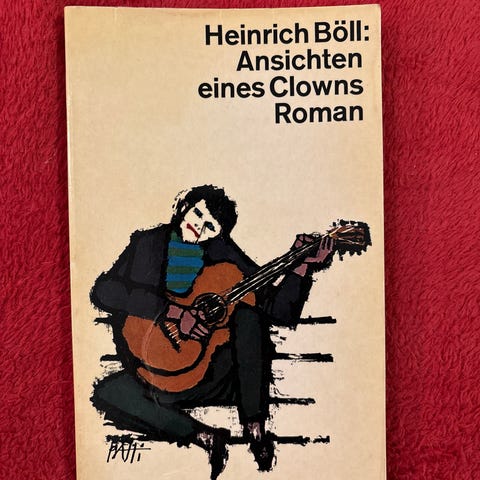 Heinrich Böll:
Ansichten
eines Clowns
Roman